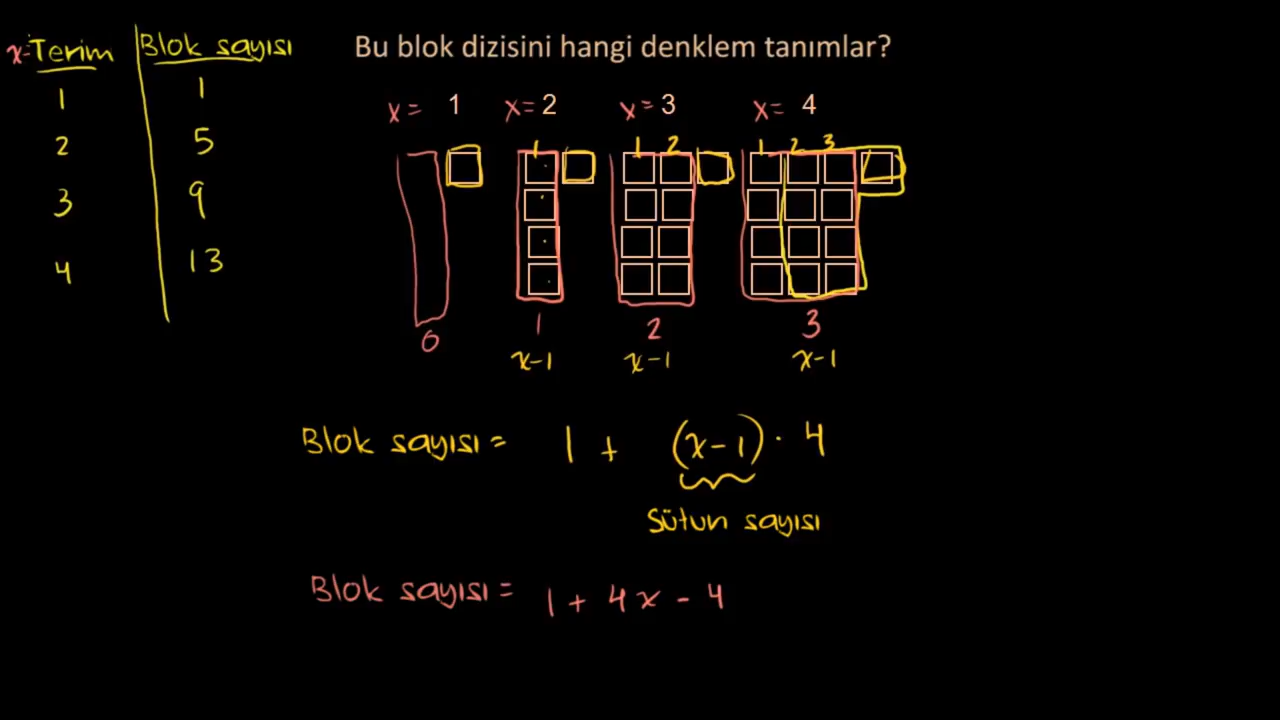 Bu blok dizisini hangi denklem tanımlar?
x-Terim Blok sayısı
1 1
2 5
3 9
4 13
x= 1 x= 2 x= 3 x= 4
1 1 2 1 2 3
0 1 2 3
x-1 x-1 x-1
Blok sayısı = 1 + (x-1) · 4
Sütun sayısı
Blok sayısı = 1 + 4x - 4